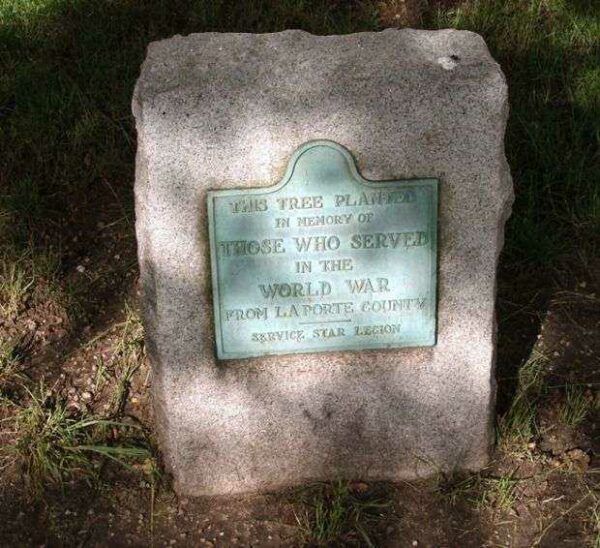 THIS TREE PLANTED
IN MEMORY OF
THOSE WHO SERVED
IN THE
WORLD WAR
FROM LAPORTE COUNTY
SERVICE STAR LEGION